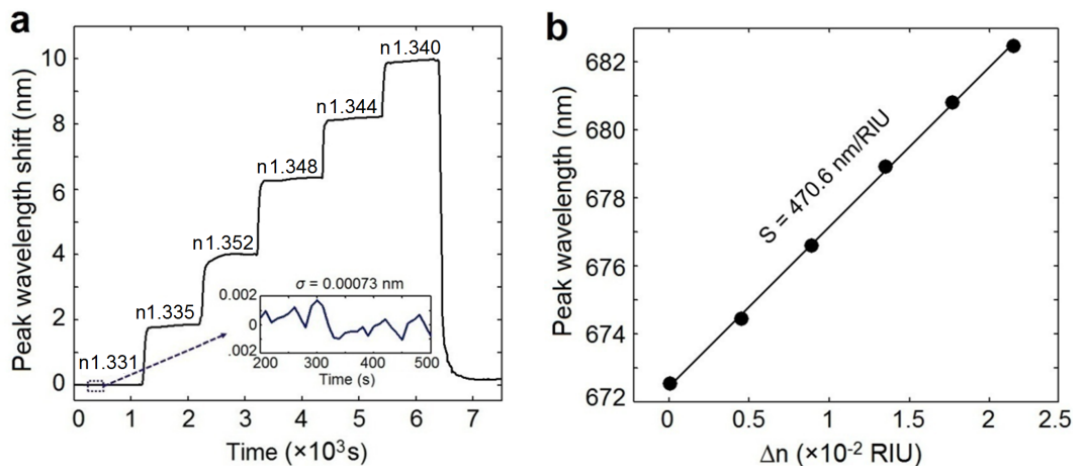 a
n1.340
n1.344
n1.348
n1.352
n1.335
n1.331
10
8
6
4
2
0
Peak wavelength shift (nm)
0 1 2 3 4 5 6 7
Time (×10³s)
σ = 0.00073 nm
0.002
0
.002
200 300 400 500
Time (s)
b
S = 470.6 nm/RIU
682
680
678
676
674
672
Peak wavelength (nm)
0 0.5 1 1.5 2 2.5
Δn (×10⁻² RIU)